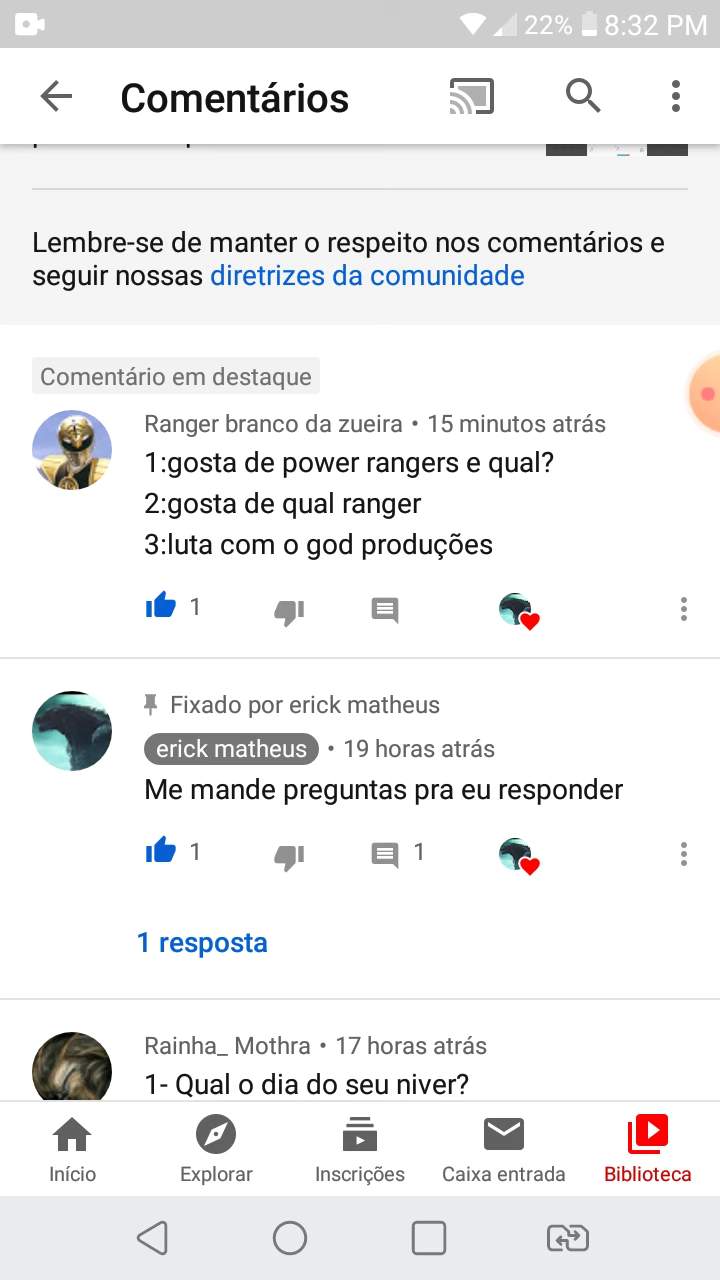 22% 8:32 PM
Comentários
Lembre-se de manter o respeito nos comentários e
seguir nossas diretrizes da comunidade
Comentário em destaque
Ranger branco da zueira • 15 minutos atrás
1:gosta de power rangers e qual?
2:gosta de qual ranger
3:luta com o god produções
1
Fixado por erick matheus
erick matheus • 19 horas atrás
Me mande preguntas pra eu responder
1 1
1 resposta
Rainha_ Mothra • 17 horas atrás
1- Qual o dia do seu niver?
Início Explorar Inscrições Caixa entrada Biblioteca